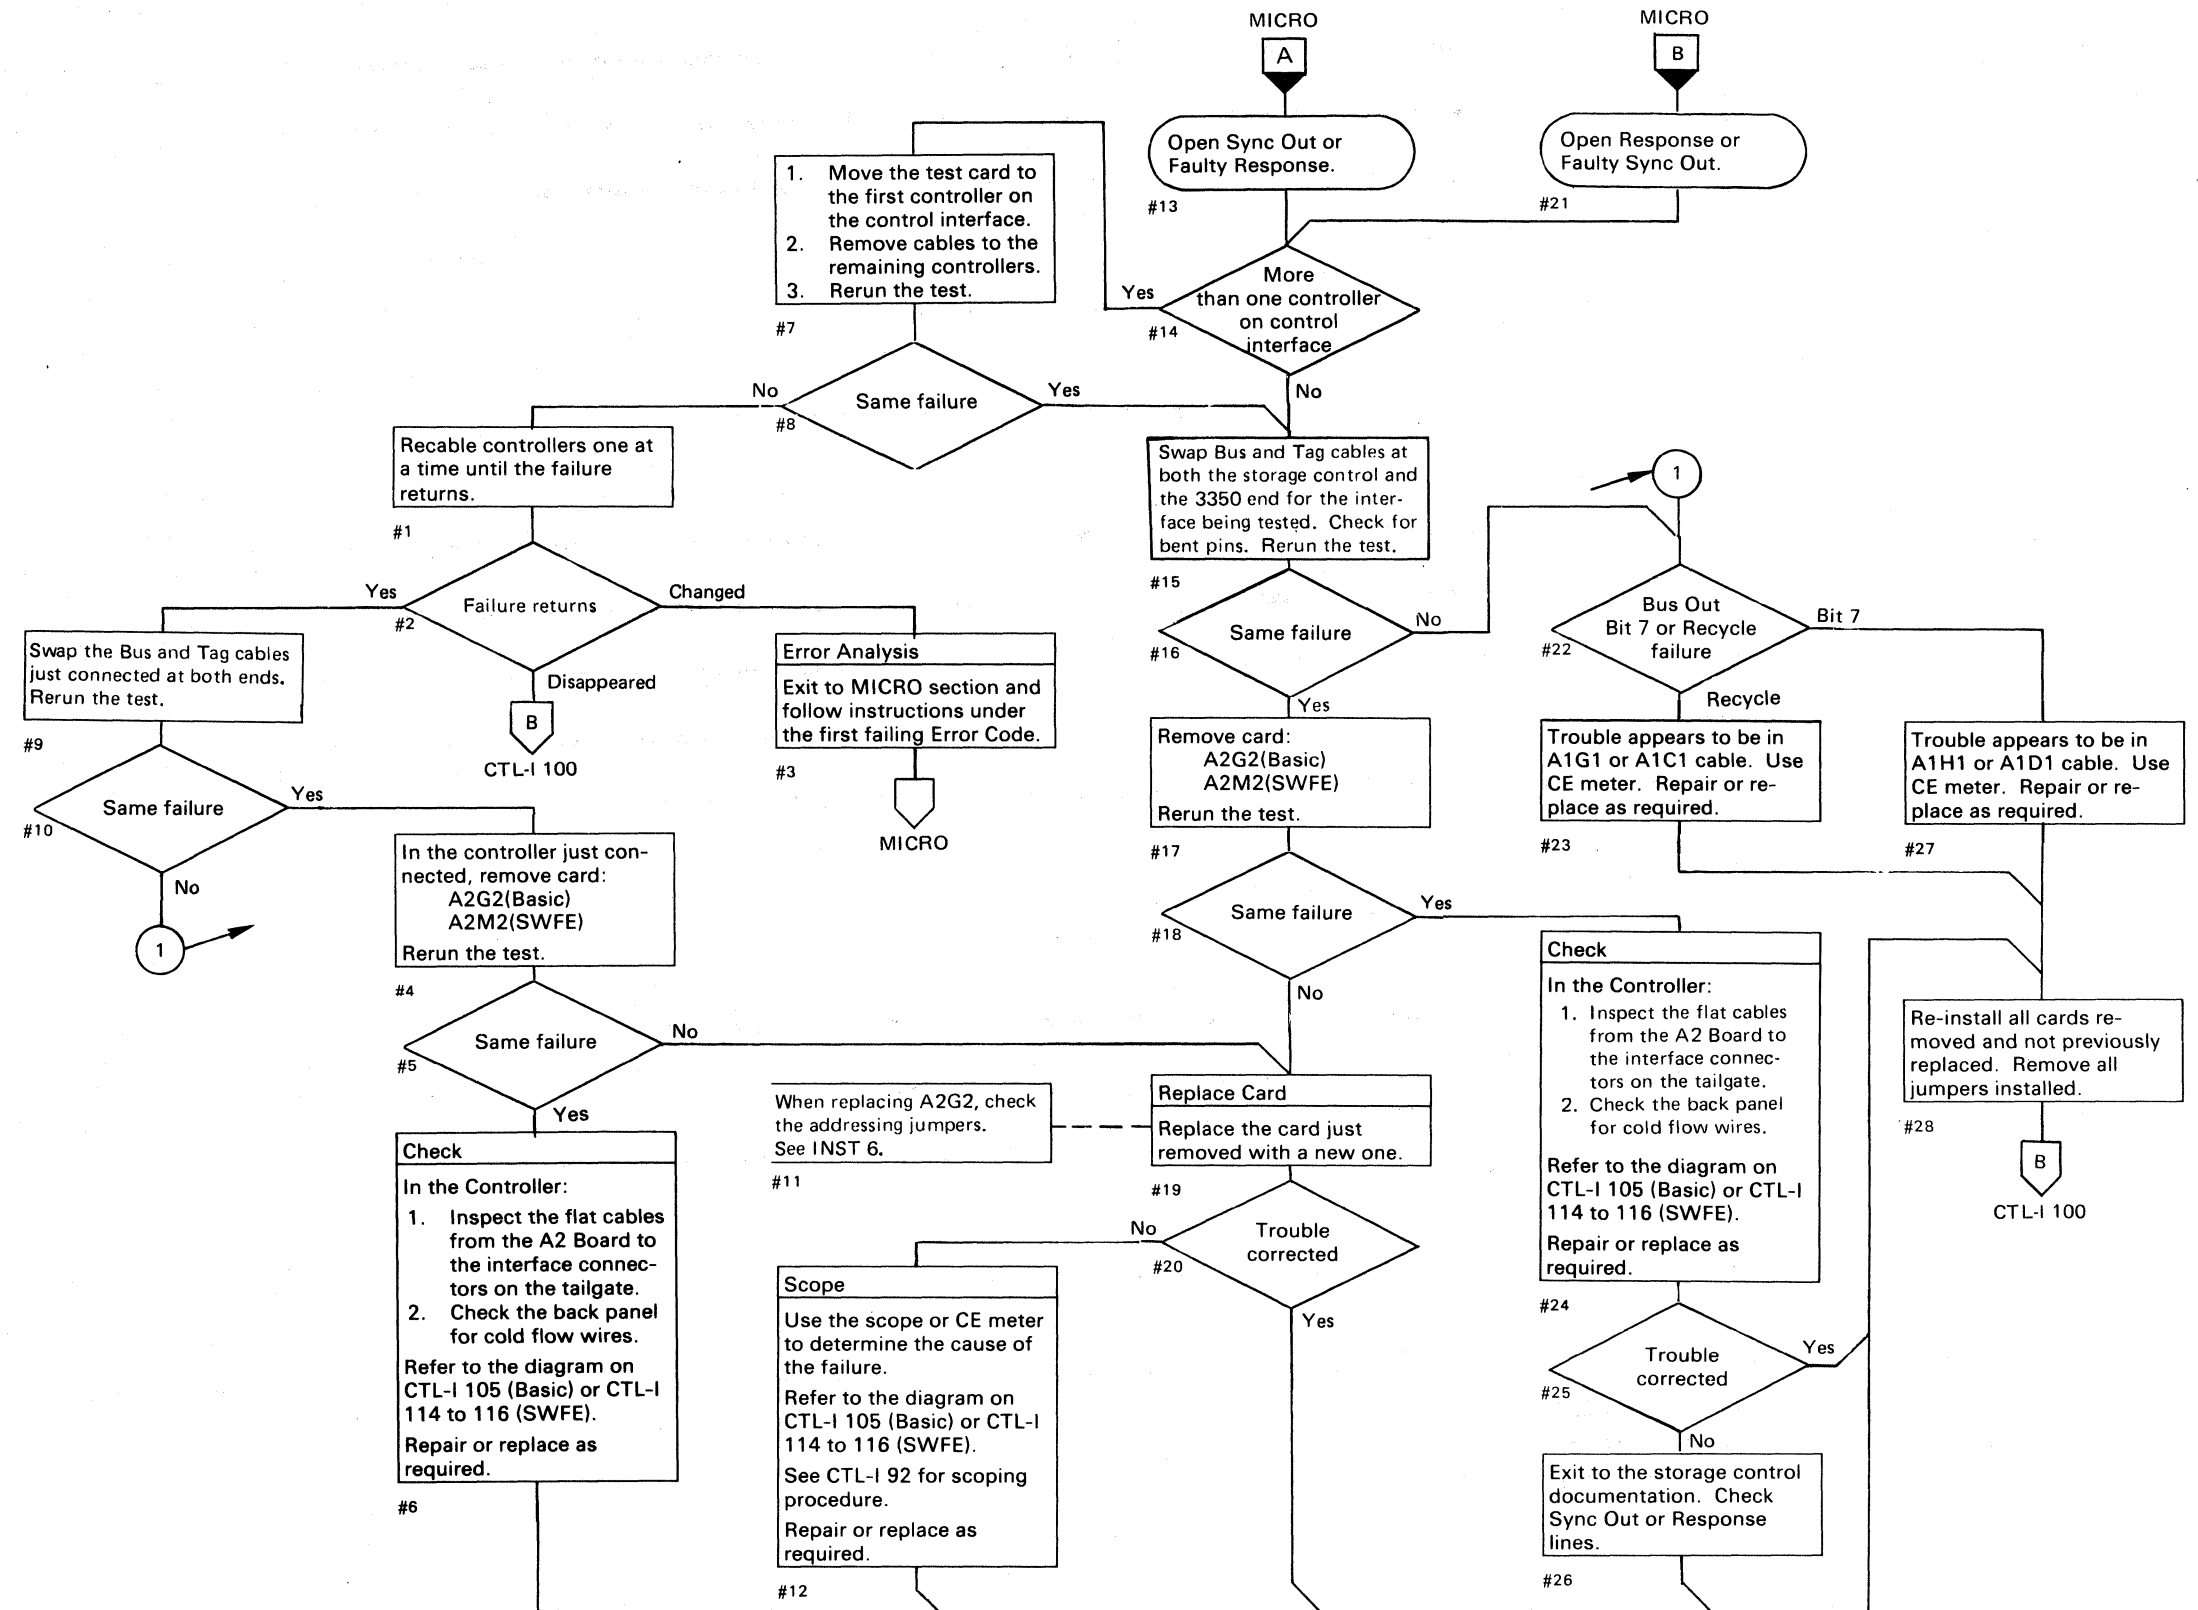 MICRO
A
MICRO
B
Open Sync Out or
Faulty Response.
#13
Open Response or
Faulty Sync Out.
#21
1. Move the test card to
the first controller on
the control interface.
2. Remove cables to the
remaining controllers.
3. Rerun the test.
#7
More
than one controller
on control
interface
Yes
#14
No
Same failure
No
Yes
#8
Recable controllers one at
a time until the failure
returns.
#1
Swap Bus and Tag cables at
both the storage control and
the 3350 end for the inter-
face being tested. Check for
bent pins. Rerun the test.
#15
1
Failure returns
Yes
Changed
#2
Disappeared
B
CTL-I 100
Same failure
No
#16
Yes
Bus Out
Bit 7 or Recycle
failure
Bit 7
#22
Recycle
Swap the Bus and Tag cables
just connected at both ends.
Rerun the test.
#9
Error Analysis
Exit to MICRO section and
follow instructions under
the first failing Error Code.
#3
MICRO
Remove card:
A2G2(Basic)
A2M2(SWFE)
Rerun the test.
#17
Trouble appears to be in
A1G1 or A1C1 cable. Use
CE meter. Repair or re-
place as required.
#23
Trouble appears to be in
A1H1 or A1D1 cable. Use
CE meter. Repair or re-
place as required.
#27
Same failure
Yes
#10
No
1
In the controller just con-
nected, remove card:
A2G2(Basic)
A2M2(SWFE)
Rerun the test.
#4
Same failure
Yes
#18
No
Check
In the Controller:
1. Inspect the flat cables
from the A2 Board to
the interface connec-
tors on the tailgate.
2. Check the back panel
for cold flow wires.
Refer to the diagram on
CTL-I 105 (Basic) or CTL-I
114 to 116 (SWFE).
Repair or replace as
required.
#24
Re-install all cards re-
moved and not previously
replaced. Remove all
jumpers installed.
#28
B
CTL-I 100
Same failure
No
#5
Yes
When replacing A2G2, check
the addressing jumpers.
See INST 6.
#11
Replace Card
Replace the card just
removed with a new one.
#19
Check
In the Controller:
1. Inspect the flat cables
from the A2 Board to
the interface connec-
tors on the tailgate.
2. Check the back panel
for cold flow wires.
Refer to the diagram on
CTL-I 105 (Basic) or CTL-I
114 to 116 (SWFE).
Repair or replace as
required.
#6
Trouble
corrected
No
#20
Yes
Scope
Use the scope or CE meter
to determine the cause of
the failure.
Refer to the diagram on
CTL-I 105 (Basic) or CTL-I
114 to 116 (SWFE).
See CTL-I 92 for scoping
procedure.
Repair or replace as
required.
#12
Trouble
corrected
Yes
#25
No
Exit to the storage control
documentation. Check
Sync Out or Response
lines.
#26